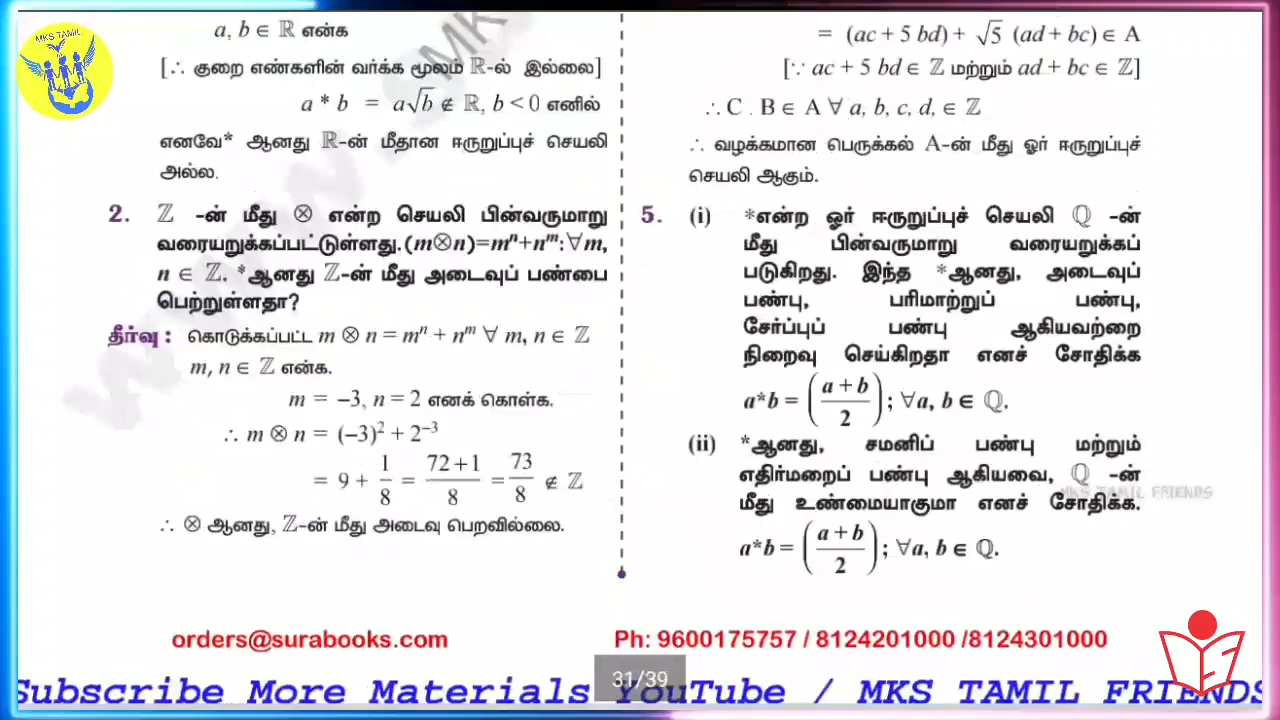 MKS TAMIL
a, b ∈ ℝ என்க
[∴ குறை எண்களின் வர்க்க மூலம் ℝ-ல் இல்லை]
a * b = a√b ∉ ℝ, b < 0 எனில்
எனவே* ஆனது ℝ-ன் மீதான ஈருறுப்புச் செயலி
அல்ல.
2. ℤ -ன் மீது ⊗ என்ற செயலி பின்வருமாறு
வரையறுக்கப்பட்டுள்ளது.(m⊗n)=mⁿ+nᵐ:∀m,
n ∈ ℤ. *ஆனது ℤ-ன் மீது அடைவுப் பண்பை
பெற்றுள்ளதா?
தீர்வு : கொடுக்கப்பட்ட m ⊗ n = mⁿ + nᵐ ∀ m, n ∈ ℤ
m, n ∈ ℤ என்க.
m = –3, n = 2 எனக் கொள்க.
∴ m ⊗ n = (–3)² + 2⁻³
= 9 + 1/8 = (72 + 1)/8 = 73/8 ∉ ℤ
∴ ⊗ ஆனது, ℤ-ன் மீது அடைவு பெறவில்லை.
= (ac + 5 bd) + √5 (ad + bc) ∈ A
[∵ ac + 5 bd ∈ ℤ மற்றும் ad + bc ∈ ℤ]
∴ C . B ∈ A ∀ a, b, c, d, ∈ ℤ
∴ வழக்கமான பெருக்கல் A-ன் மீது ஓர் ஈருறுப்புச்
செயலி ஆகும்.
5. (i) *என்ற ஓர் ஈருறுப்புச் செயலி ℚ -ன்
மீது பின்வருமாறு வரையறுக்கப்
படுகிறது. இந்த *ஆனது, அடைவுப்
பண்பு, பரிமாற்றுப் பண்பு,
சேர்ப்புப் பண்பு ஆகியவற்றை
நிறைவு செய்கிறதா எனச் சோதிக்க
a*b = ((a + b)/2) ; ∀a, b ∈ ℚ.
(ii) *ஆனது, சமனிப் பண்பு மற்றும்
எதிர்மறைப் பண்பு ஆகியவை, ℚ -ன்
மீது உண்மையாகுமா எனச் சோதிக்க.
a*b = ((a + b)/2) ; ∀a, b ∈ ℚ.
MKS TAMIL FRIENDS
orders@surabooks.com Ph: 9600175757 / 8124201000 /8124301000
31/39
Subscribe More Materials YouTube / MKS TAMIL FRIENDS